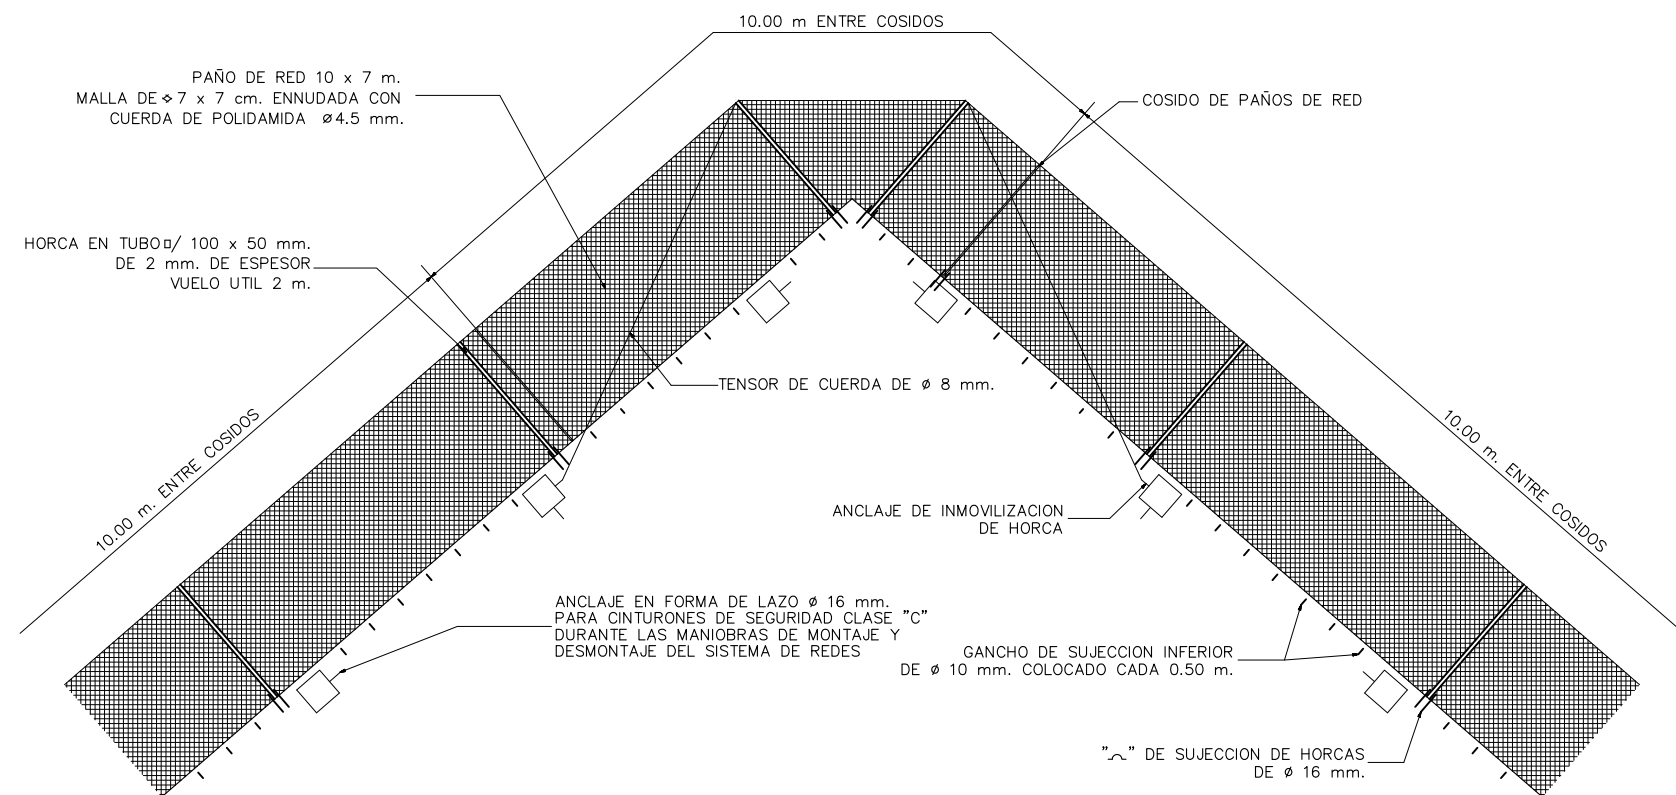 10.00 m ENTRE COSIDOS
PAÑO DE RED 10 x 7 m.
MALLA DE 7 x 7 cm. ENNUDADA CON
CUERDA DE POLIDAMIDA ⌀4.5 mm.
COSIDO DE PAÑOS DE RED
HORCA EN TUBO▯/ 100 x 50 mm.
DE 2 mm. DE ESPESOR
VUELO UTIL 2 m.
TENSOR DE CUERDA DE ⌀ 8 mm.
10.00 m. ENTRE COSIDOS
10.00 m. ENTRE COSIDOS
ANCLAJE DE INMOVILIZACION
DE HORCA
ANCLAJE EN FORMA DE LAZO ⌀ 16 mm.
PARA CINTURONES DE SEGURIDAD CLASE "C"
DURANTE LAS MANIOBRAS DE MONTAJE Y
DESMONTAJE DEL SISTEMA DE REDES
GANCHO DE SUJECCION INFERIOR
DE ⌀ 10 mm. COLOCADO CADA 0.50 m.
" " DE SUJECCION DE HORCAS
DE ⌀ 16 mm.